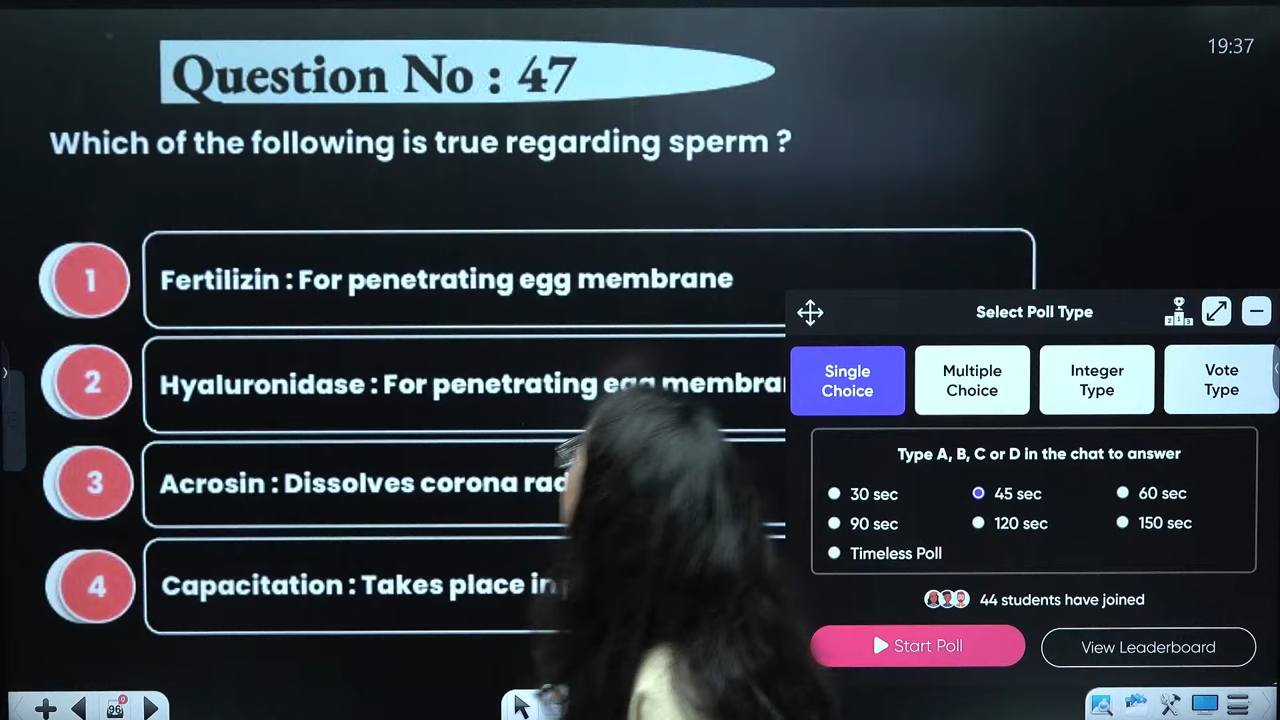 19:37
Question No : 47
Which of the following is true regarding sperm ?
1
Fertilizin : For penetrating egg membrane
2
Hyaluronidase : For penetrating egg
3
Acrosin : Dissolves corona
4
Capacitation : Takes place in
Select Poll Type
Single Choice
Multiple Choice
Integer Type
Vote Type
Type A, B, C or D in the chat to answer
30 sec
45 sec
60 sec
90 sec
120 sec
150 sec
Timeless Poll
44 students have joined
Start Poll
View Leaderboard
96